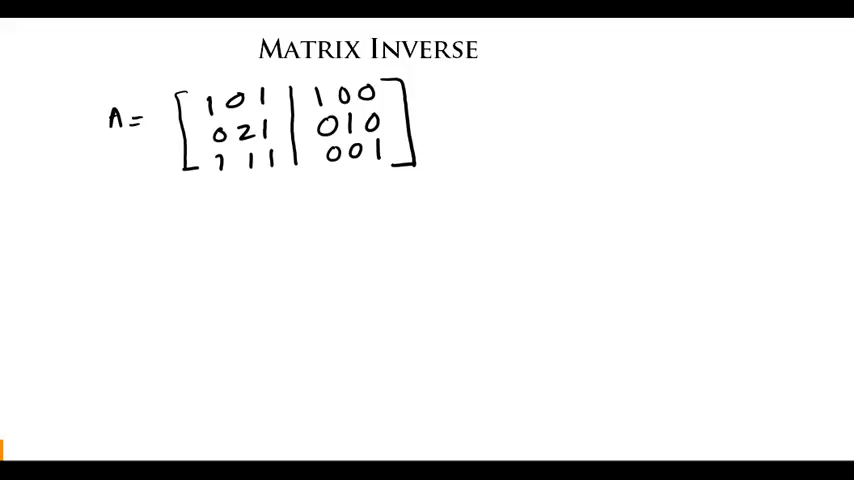 MATRIX INVERSE
A = [ 1 0 1 | 1 0 0 ]
0 2 1 | 0 1 0
1 1 1 | 0 0 1